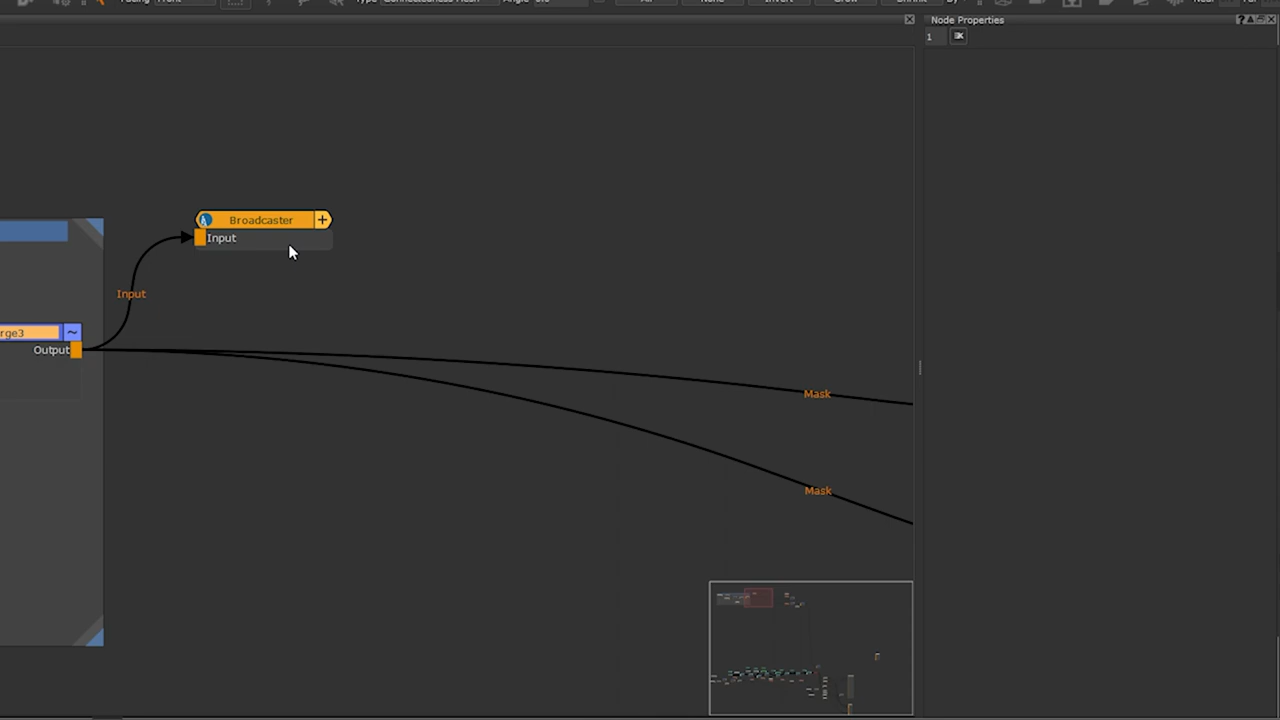 Node Properties
1
Broadcaster +
Input
Input
rge3 ~
Output
Mask
Mask